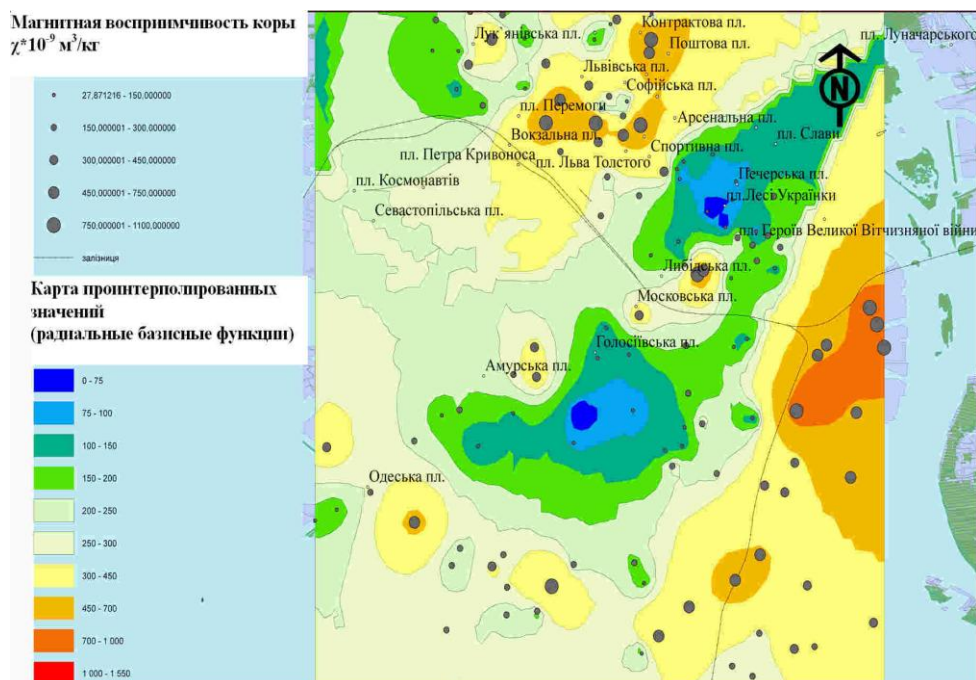 Магнитная восприимчивость коры
χ*10⁻⁹ м³/кг
27,871216 - 150,000000
150,000001 - 300,000000
300,000001 - 450,000000
450,000001 - 750,000000
750,000001 - 1100,000000
залізниця
Карта проинтерполированных
значений
(радиальные базисные функции)
0 - 75
75 - 100
100 - 150
150 - 200
200 - 250
250 - 300
300 - 450
450 - 700
700 - 1 000
1 000 - 1 550
Контрактова пл.
Лук`янівська пл.
Поштова пл.
пл. Луначарського
Львівська пл.
Софійська пл.
N
пл. Перемоги
Арсенальна пл.
Вокзальна пл.
пл. Слави
Спортивна пл.
пл. Петра Кривоноса
пл. Льва Толстого
Печерська пл.
пл. Космонавтів
пл.Лесі Українки
Севастопільська пл.
пл. Героїв Великої Вітчизняної війни
Либідська пл.
Московська пл.
Голосіївська пл.
Амурська пл.
Одеська пл.